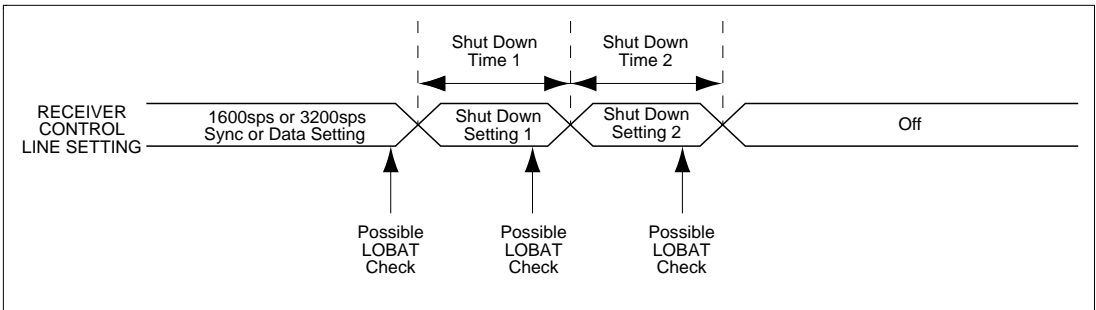 Shut Down
Time 1
Shut Down
Time 2
RECEIVER
CONTROL
LINE SETTING
1600sps or 3200sps
Sync or Data Setting
Shut Down
Setting 1
Shut Down
Setting 2
Off
Possible
LOBAT
Check
Possible
LOBAT
Check
Possible
LOBAT
Check